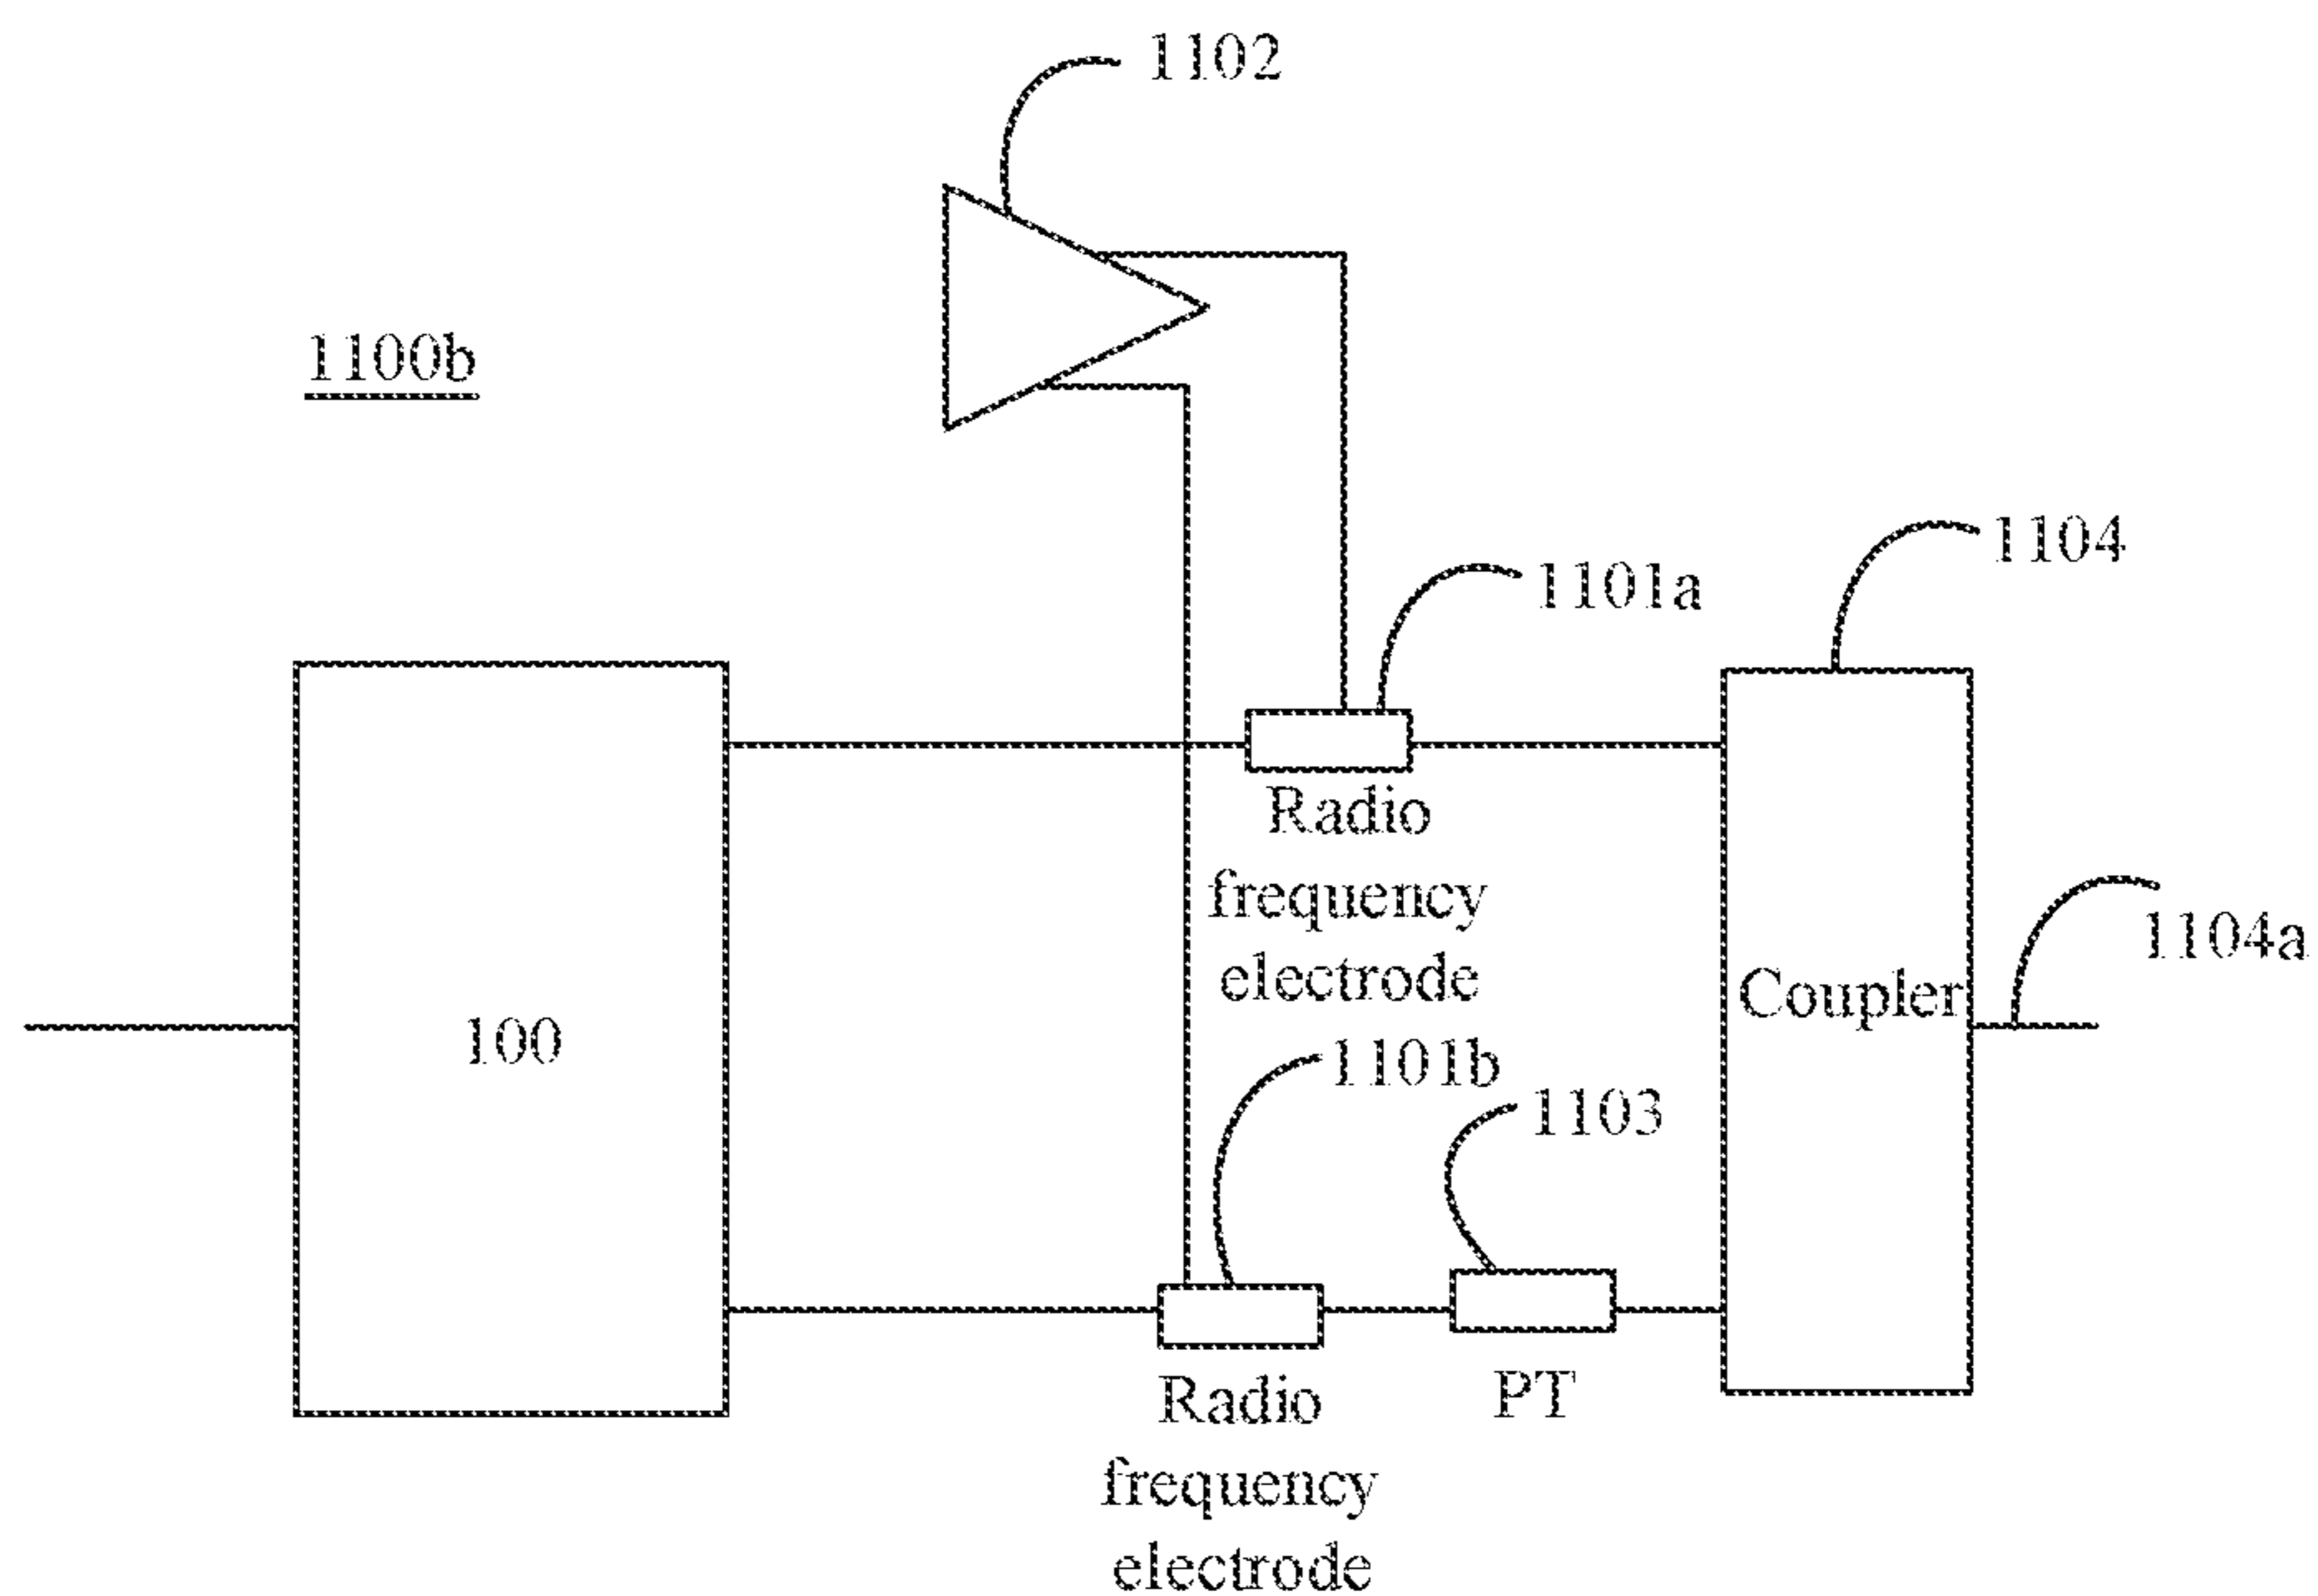 1102
1100b
1104
1101a
Radio
frequency
electrode
1104a
Coupler
100
1101b
1103
PT
Radio
frequency
electrode